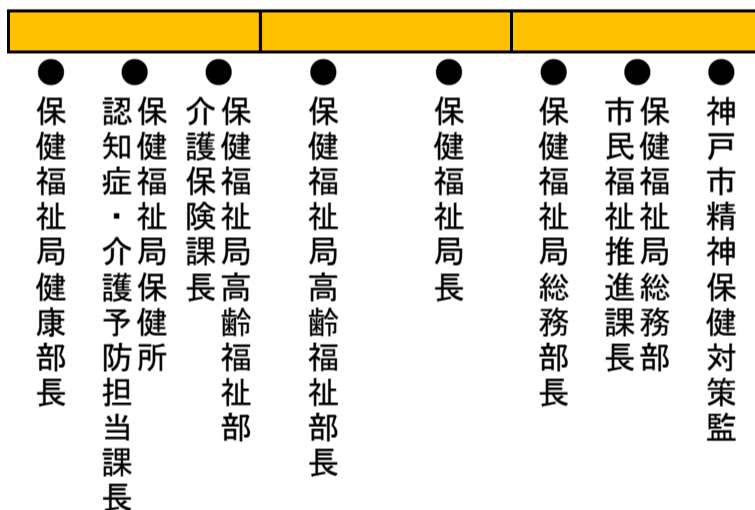 神戸市精神保健対策監
保健福祉局総務部
市民福祉推進課長
保健福祉局総務部長
保健福祉局長
保健福祉局高齢福祉部長
保健福祉局高齢福祉部
介護保険課長
保健福祉局保健所
認知症・介護予防担当課長
保健福祉局健康部長